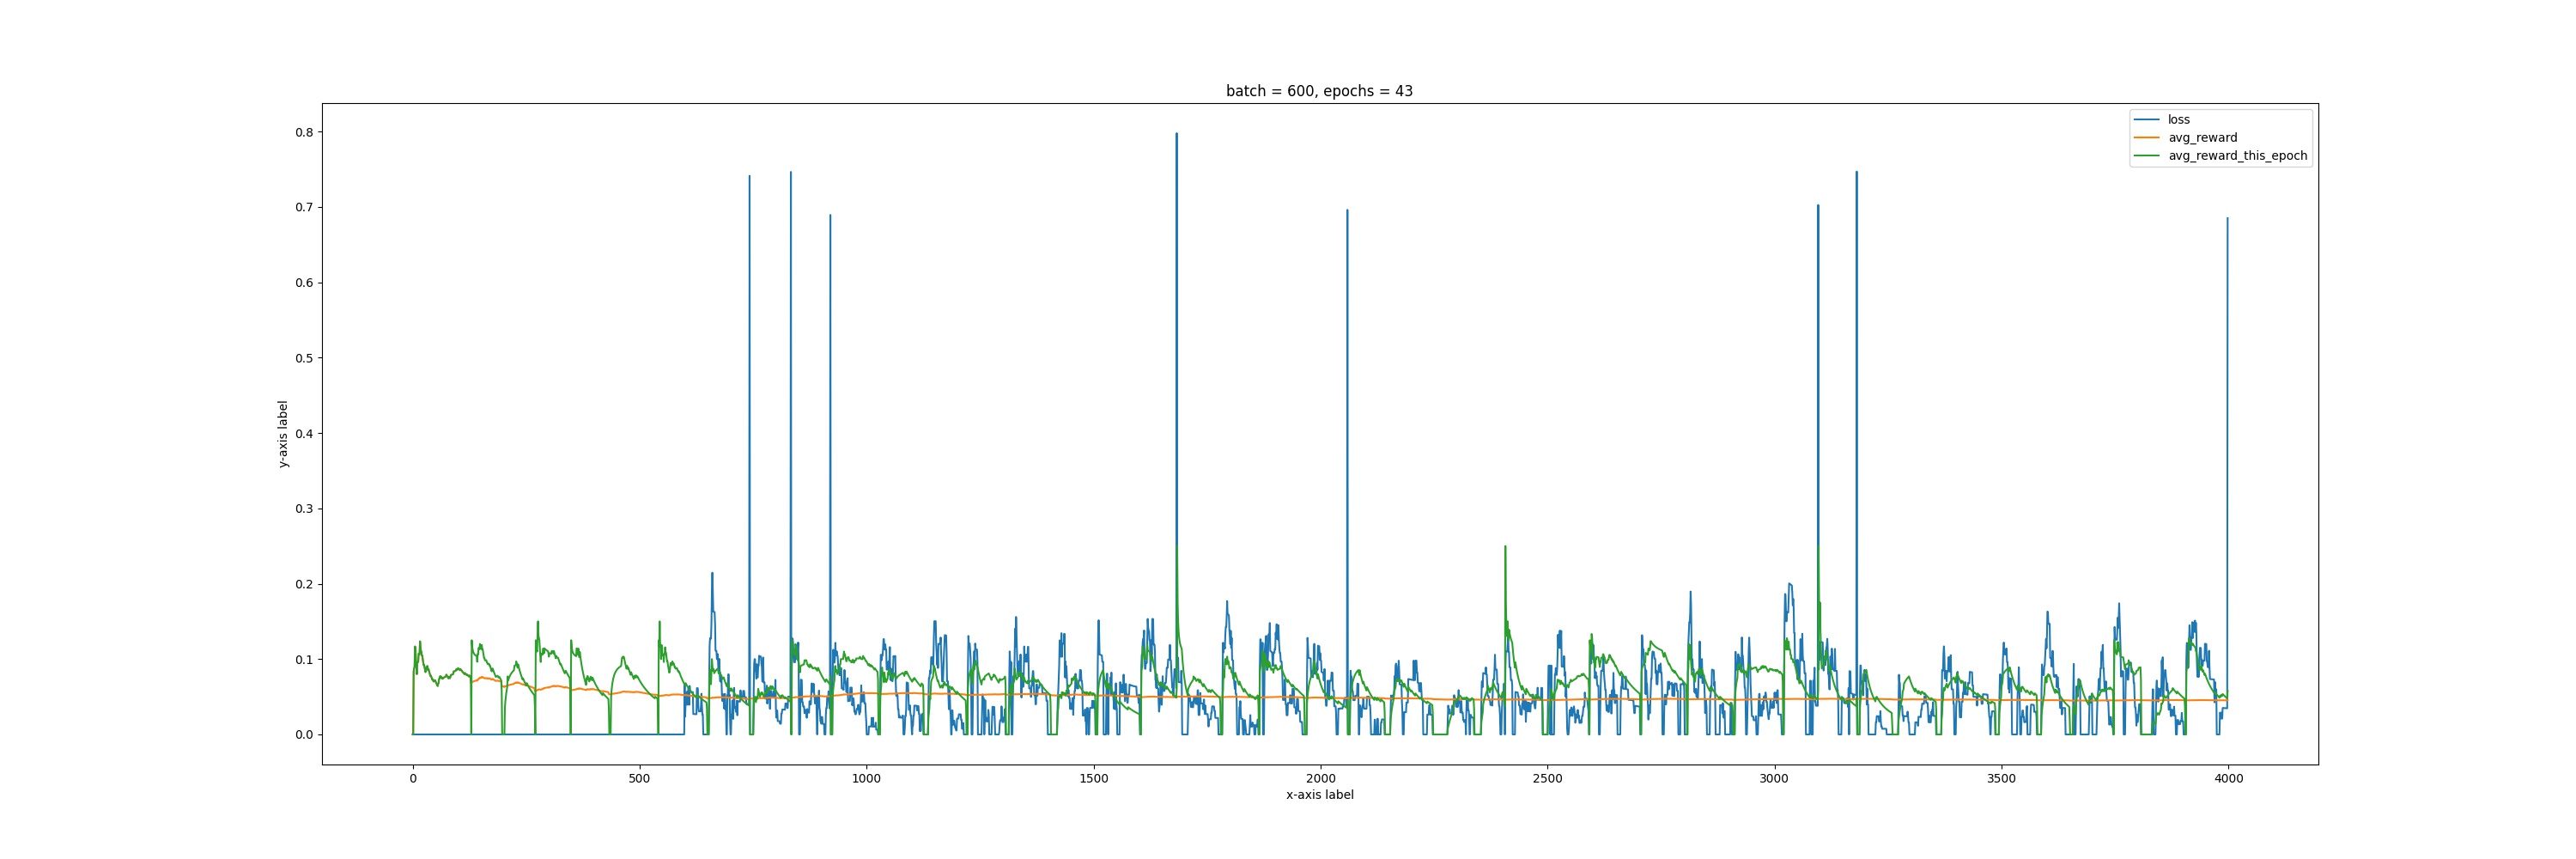 batch = 600, epochs = 43
loss
avg_reward
avg_reward_this_epoch
0.8
0.7
0.6
0.5
0.4
0.3
0.2
0.1
0.0
y-axis label
0 500 1000 1500 2000 2500 3000 3500 4000
x-axis label